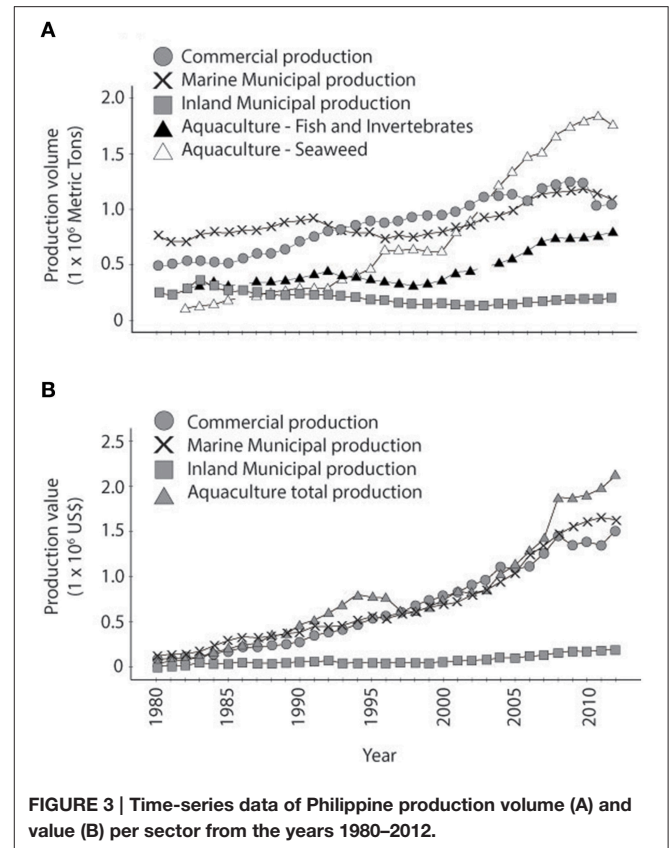 A
Commercial production
Marine Municipal production
Inland Municipal production
Aquaculture - Fish and Invertebrates
Aquaculture - Seaweed
Production volume
(1 x 10⁶ Metric Tons)
2.0
1.5
1.0
0.5
0
B
Commercial production
Marine Municipal production
Inland Municipal production
Aquaculture total production
Production value
(1 x 10⁶ US$)
2.5
2.0
1.5
1.0
0.5
0
1980 1985 1990 1995 2000 2005 2010
Year
FIGURE 3 | Time-series data of Philippine production volume (A) and
value (B) per sector from the years 1980–2012.